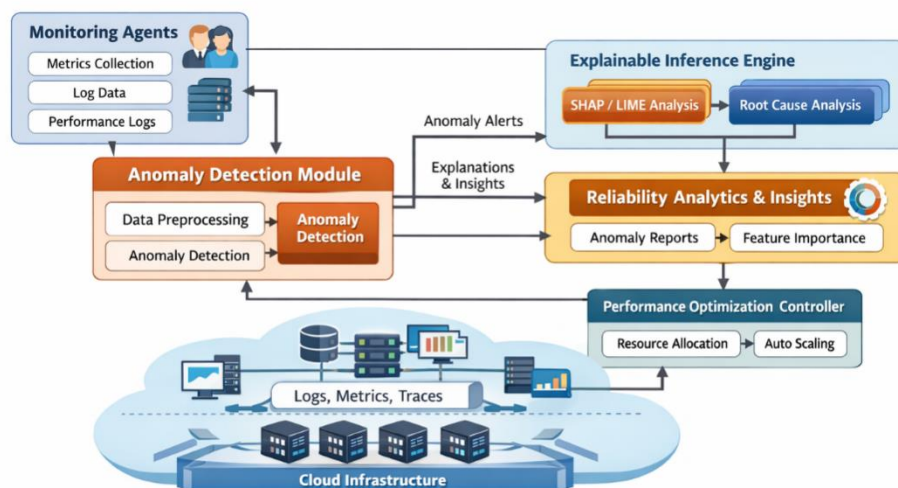 Monitoring Agents
Metrics Collection
Log Data
Performance Logs
Explainable Inference Engine
SHAP / LIME Analysis
Root Cause Analysis
Anomaly Alerts
Explanations
& Insights
Anomaly Detection Module
Data Preprocessing
Anomaly Detection
Anomaly
Detection
Reliability Analytics & Insights
Anomaly Reports
Feature Importance
Performance Optimization Controller
Resource Allocation
Auto Scaling
Logs, Metrics, Traces
Cloud Infrastructure